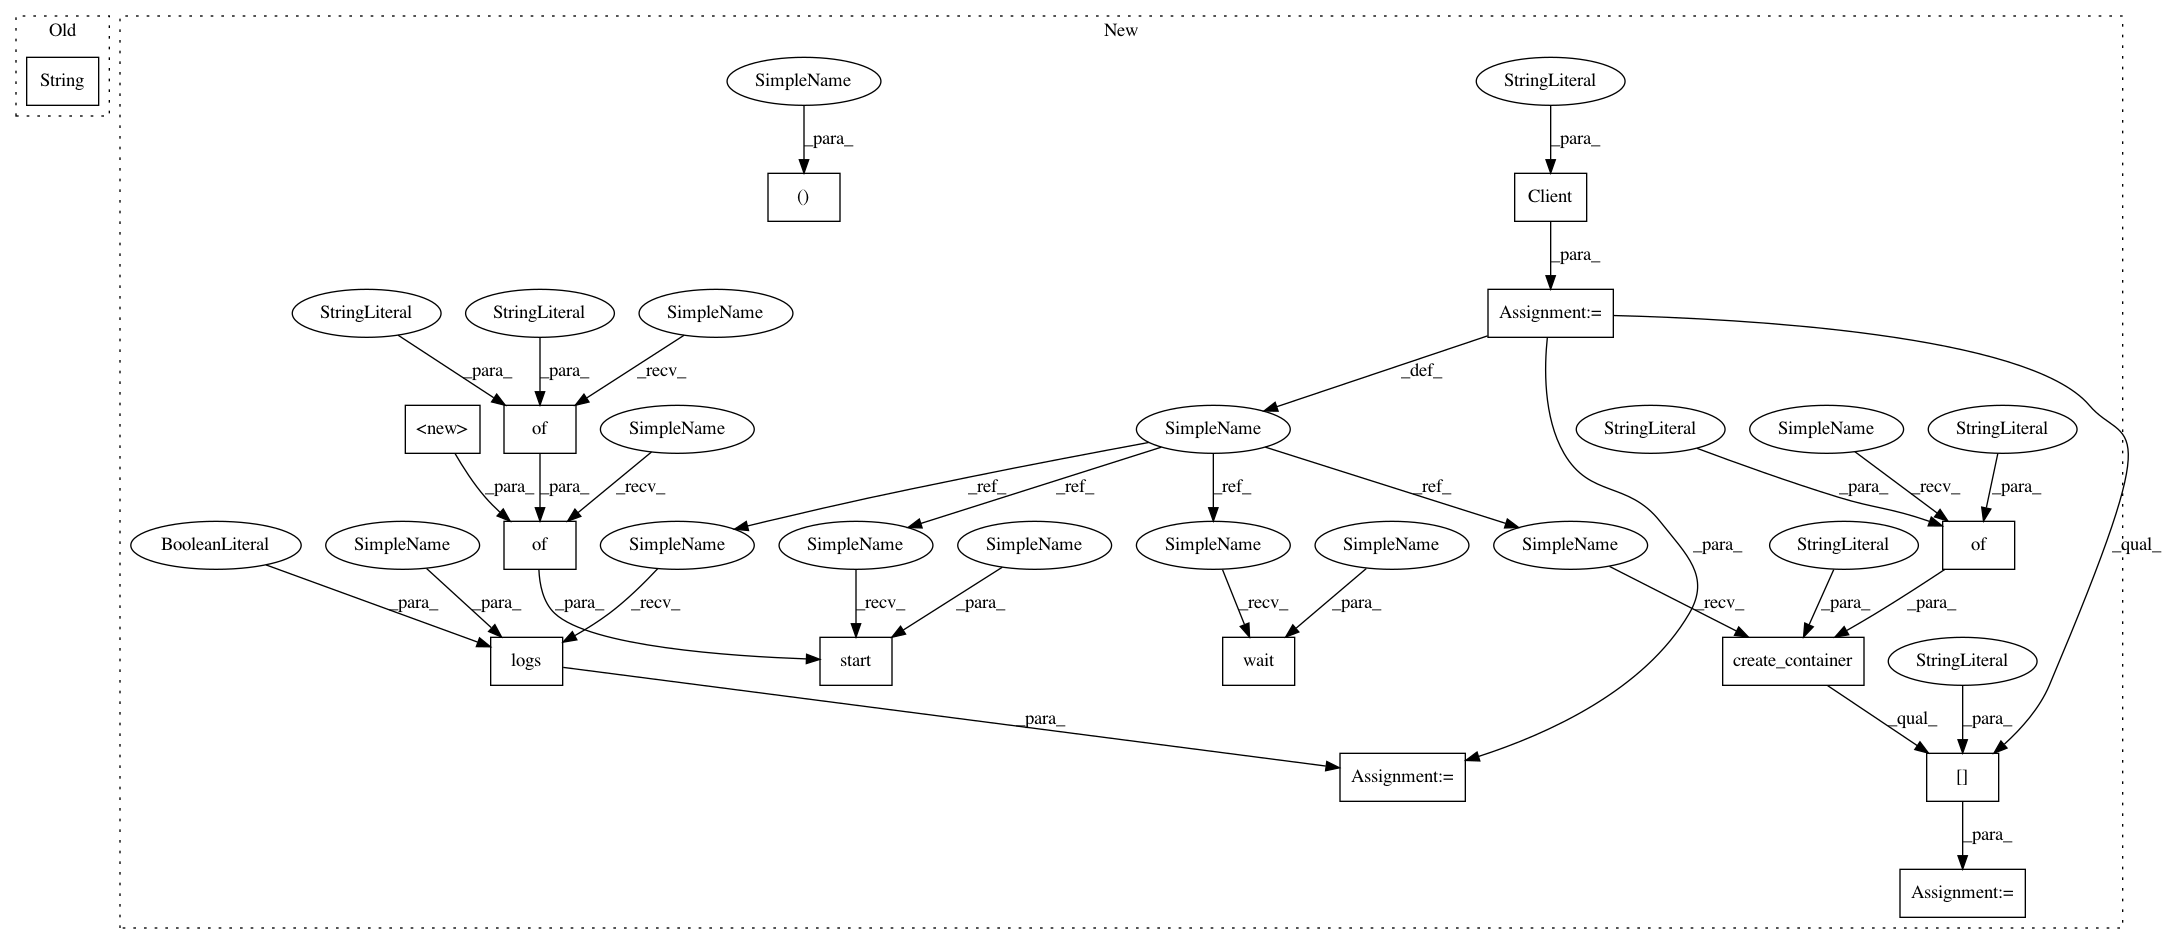 Old
New
String
SimpleName
StringLiteral
_para_
_para_
()
Client
_para_
StringLiteral
StringLiteral
SimpleName
Assignment:=
_para_
_para_
_recv_
_def_
<new>
of
SimpleName
SimpleName
StringLiteral
SimpleName
StringLiteral
_para_
_para_
_recv_
_ref_
_ref_
_ref_
_ref_
_para_
_recv_
_para_
BooleanLiteral
SimpleName
of
SimpleName
SimpleName
SimpleName
SimpleName
SimpleName
SimpleName
_para_
StringLiteral
of
_qual_
_para_
_para_
_para_
_recv_
_recv_
_para_
_recv_
_para_
_recv_
_para_
_para_
logs
start
wait
create_container
StringLiteral
_para_
_qual_
_para_
Assignment:=
[]
_para_
Assignment:=